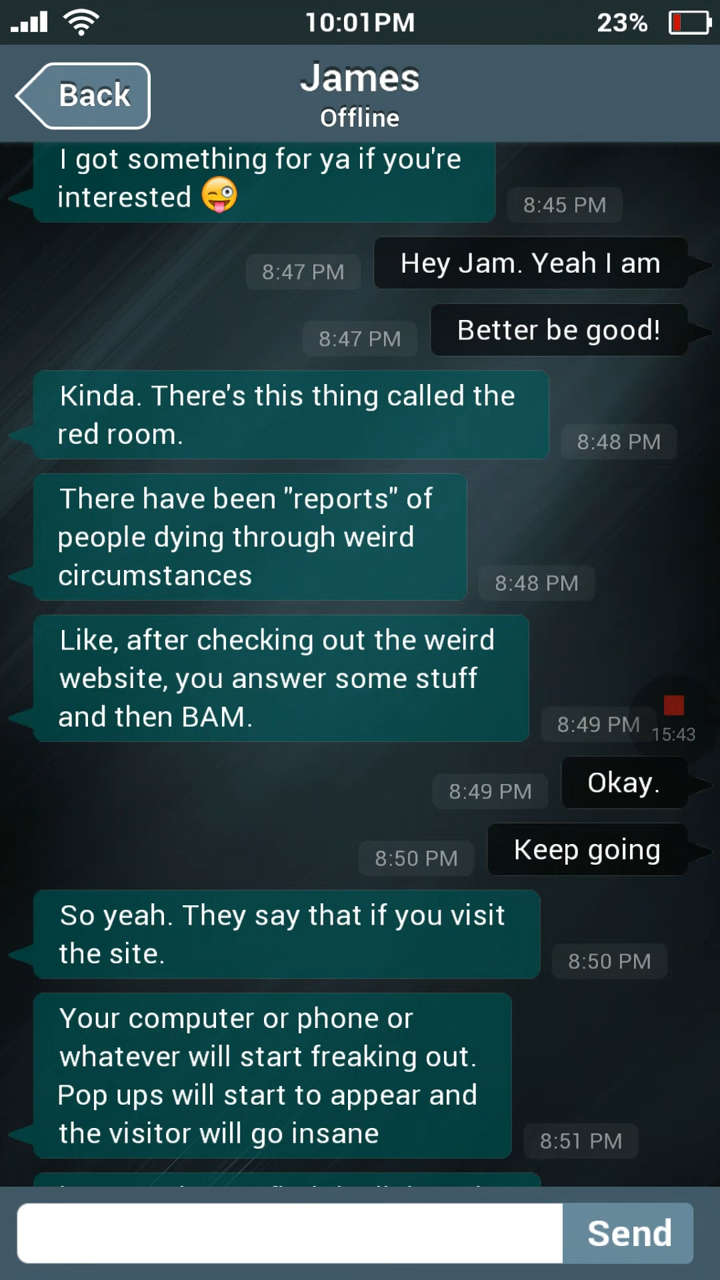 10:01PM
23%
Back
James
Offline
I got something for ya if you're
interested 😜
8:45 PM
8:47 PM
Hey Jam. Yeah I am
8:47 PM
Better be good!
Kinda. There's this thing called the
red room.
8:48 PM
There have been "reports" of
people dying through weird
circumstances
8:48 PM
Like, after checking out the weird
website, you answer some stuff
and then BAM.
8:49 PM
15:43
8:49 PM
Okay.
8:50 PM
Keep going
So yeah. They say that if you visit
the site.
8:50 PM
Your computer or phone or
whatever will start freaking out.
Pop ups will start to appear and
the visitor will go insane
8:51 PM
Send